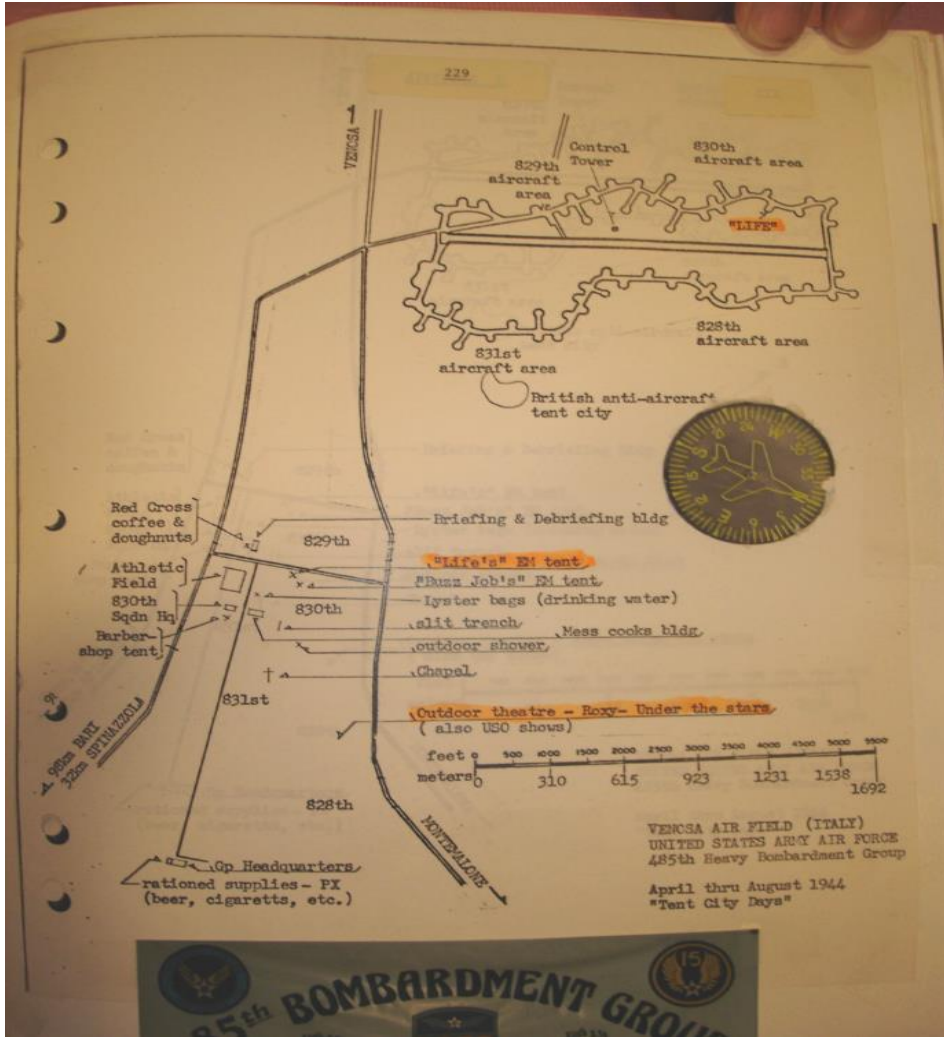 229
VENOSA
829th
aircraft
area
Control
Tower
830th
aircraft area
"LIFE"
828th
aircraft area
831st
aircraft area
British anti-aircraft
tent city
Red Cross
coffee &
doughnuts
Athletic
Field
830th
Sqdn Hq
Barber-
shop tent
829th
830th
831st
828th
Briefing & Debriefing bldg
"Life's" EM tent
"Buzz Job's" EM tent
Lyster bags (drinking water)
slit trench
Mess cooks bldg
outdoor shower
Chapel
Outdoor theatre - Roxy- Under the stars
( also USO shows)
98km BARI
32km SPINAZZOLA
feet 0 500 1000 1500 2000 2500 3000 3500 4000 4500 5000 5500
meters 0 310 615 923 1231 1538 1692
MONTEMALONE
Gp Headquarters
rationed supplies- PX
(beer, cigaretts, etc.)
VENOSA AIR FIELD (ITALY)
UNITED STATES ARMY AIR FORCE
485th Heavy Bombardment Group
April thru August 1944
"Tent City Days"
15
85th BOMBARDMENT GROUP